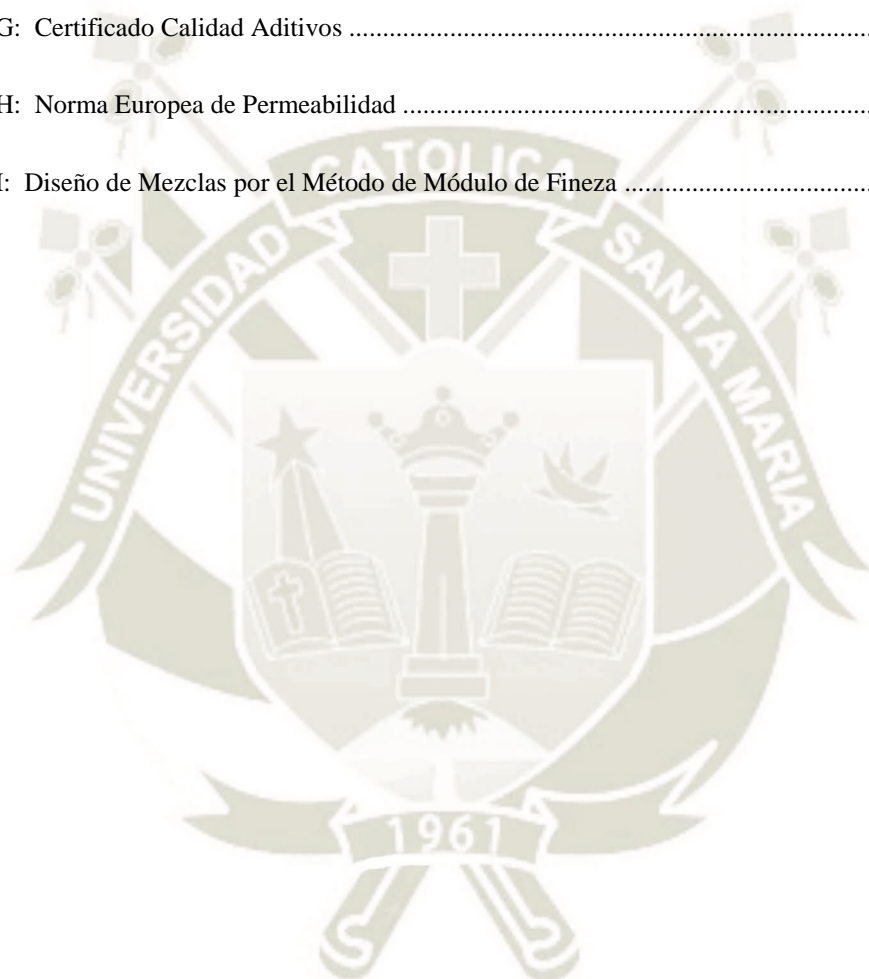 G: Certificado Calidad Aditivos ................................................................................
H: Norma Europea de Permeabilidad ........................................................................
I: Diseño de Mezclas por el Método de Módulo de Fineza .....................................
UNIVERSIDAD CATOLICA SANTA MARIA
1961